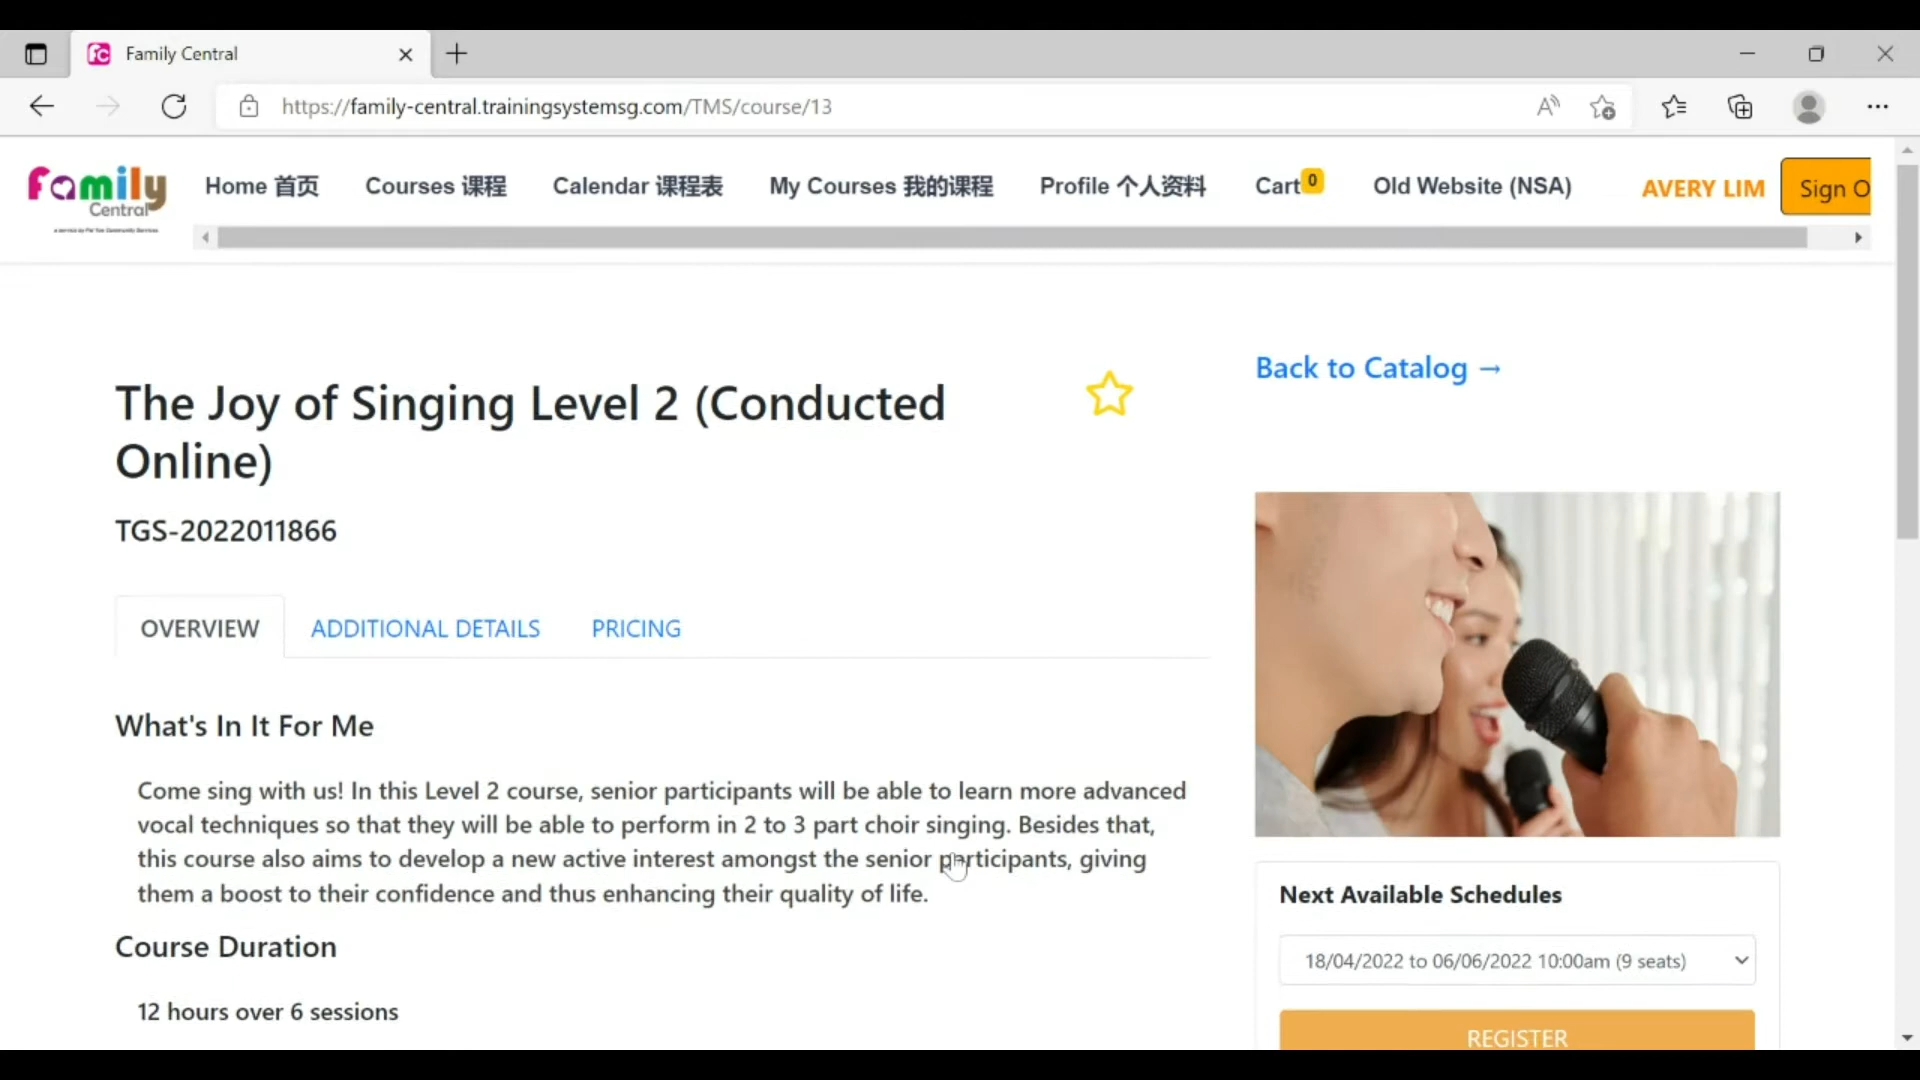 Family Central
https://family-central.trainingsystemsg.com/TMS/course/13
family
Central
Home 首页 Courses 课程 Calendar 课程表 My Courses 我的课程 Profile 个人资料 Cart 0 Old Website (NSA) AVERY LIM Sign O
Back to Catalog →
The Joy of Singing Level 2 (Conducted
Online)
TGS-2022011866
OVERVIEW ADDITIONAL DETAILS PRICING
What's In It For Me
Come sing with us! In this Level 2 course, senior participants will be able to learn more advanced
vocal techniques so that they will be able to perform in 2 to 3 part choir singing. Besides that,
this course also aims to develop a new active interest amongst the senior participants, giving
them a boost to their confidence and thus enhancing their quality of life.
Course Duration
12 hours over 6 sessions
Next Available Schedules
18/04/2022 to 06/06/2022 10:00am (9 seats)
REGISTER